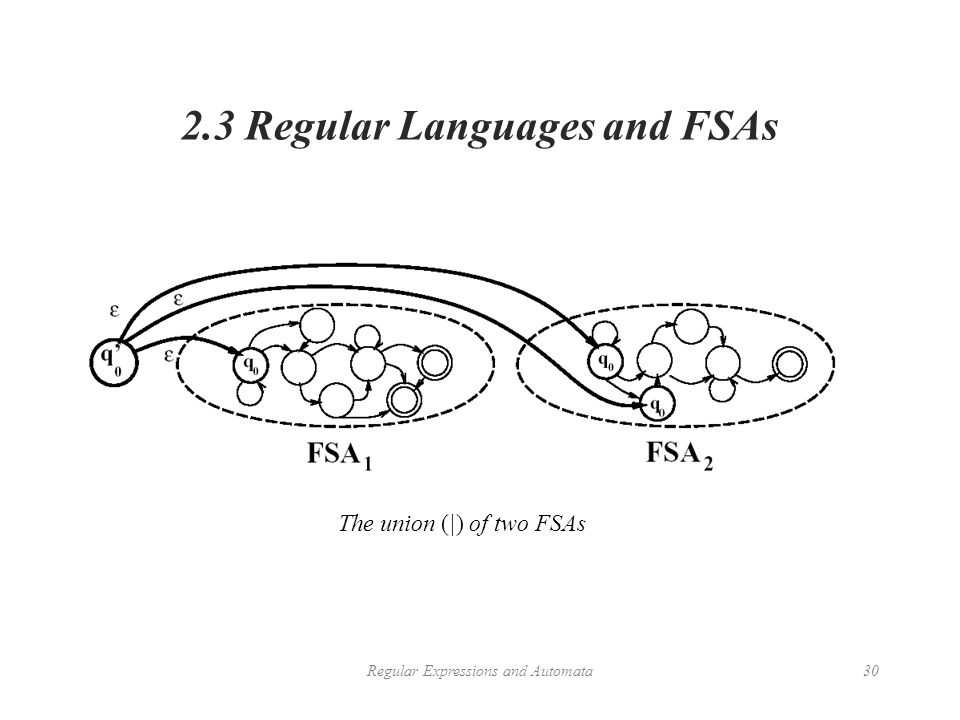 2.3 Regular Languages and FSAs
ε
ε
ε
q'0
q0
q0
q0
FSA1
FSA2
The union (|) of two FSAs
Regular Expressions and Automata 30